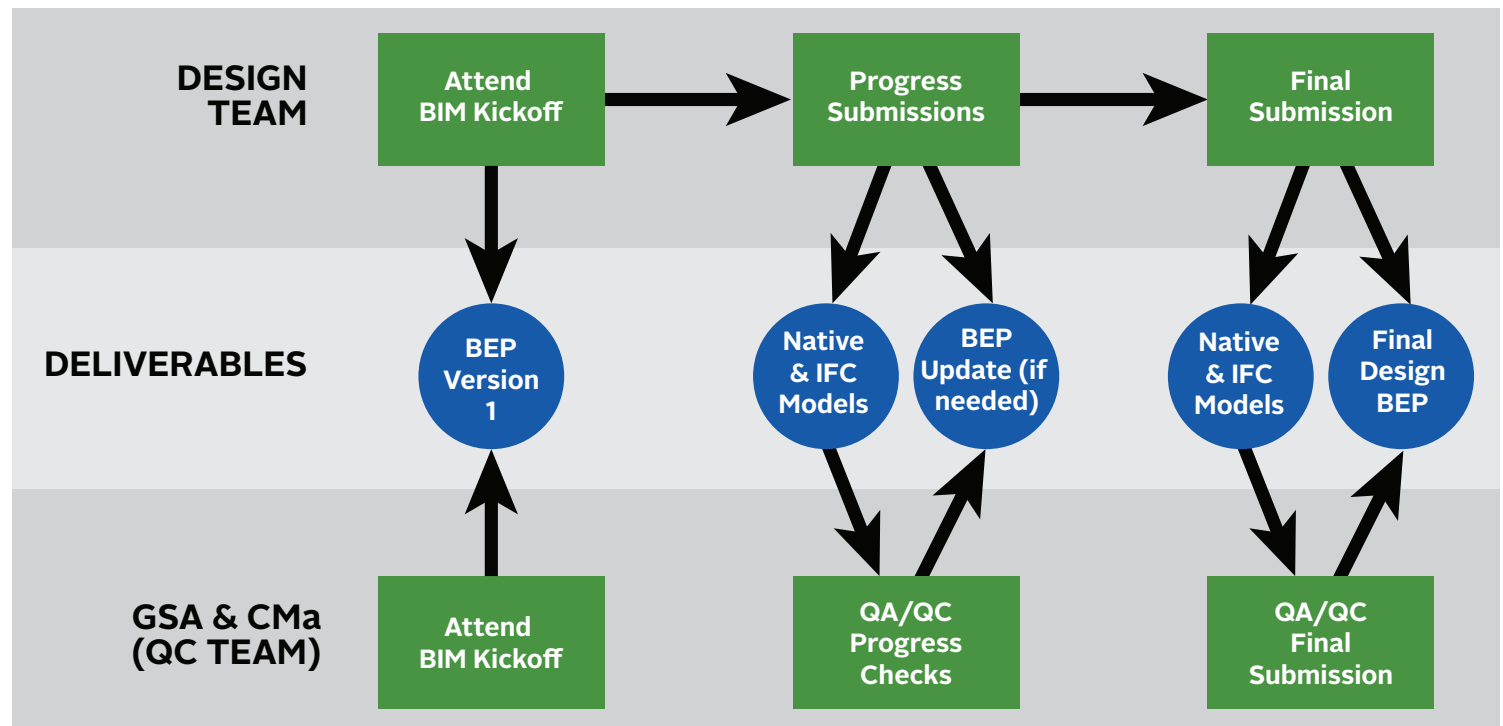 DESIGN
TEAM
Attend
BIM Kickoff
Progress
Submissions
Final
Submission
DELIVERABLES
BEP
Version
1
Native
& IFC
Models
BEP
Update (if
needed)
Native
& IFC
Models
Final
Design
BEP
GSA & CMa
(QC TEAM)
Attend
BIM Kickoff
QA/QC
Progress
Checks
QA/QC
Final
Submission